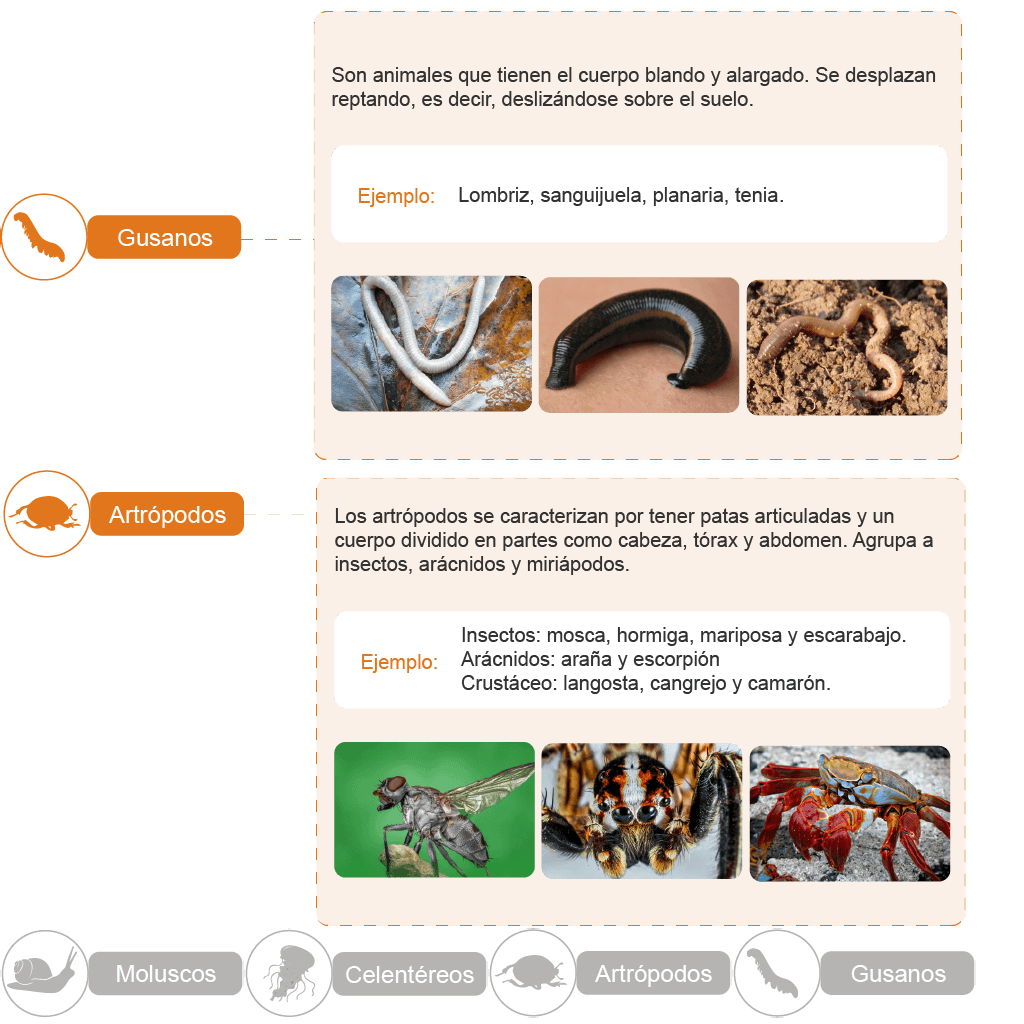 Son animales que tienen el cuerpo blando y alargado. Se desplazan
reptando, es decir, deslizándose sobre el suelo.
Ejemplo: Lombriz, sanguijuela, planaria, tenia.
Gusanos
Artrópodos
Los artrópodos se caracterizan por tener patas articuladas y un
cuerpo dividido en partes como cabeza, tórax y abdomen. Agrupa a
insectos, arácnidos y miriápodos.
Ejemplo:
Insectos: mosca, hormiga, mariposa y escarabajo.
Arácnidos: araña y escorpión
Crustáceo: langosta, cangrejo y camarón.
Moluscos
Celentéreos
Artrópodos
Gusanos